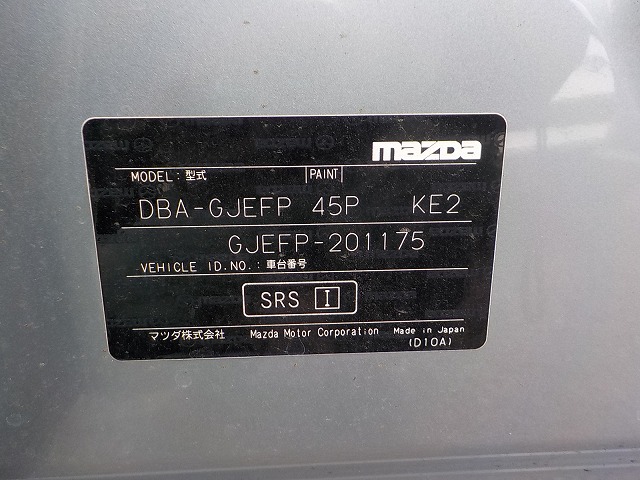 mazda
MODEL:型式 PAINT
DBA-GJEFP 45P KE2
GJEFP-201175
VEHICLE ID.NO.:車台番号
SRS I
マツダ株式会社 Mazda Motor Corporation Made in Japan
(D10A)